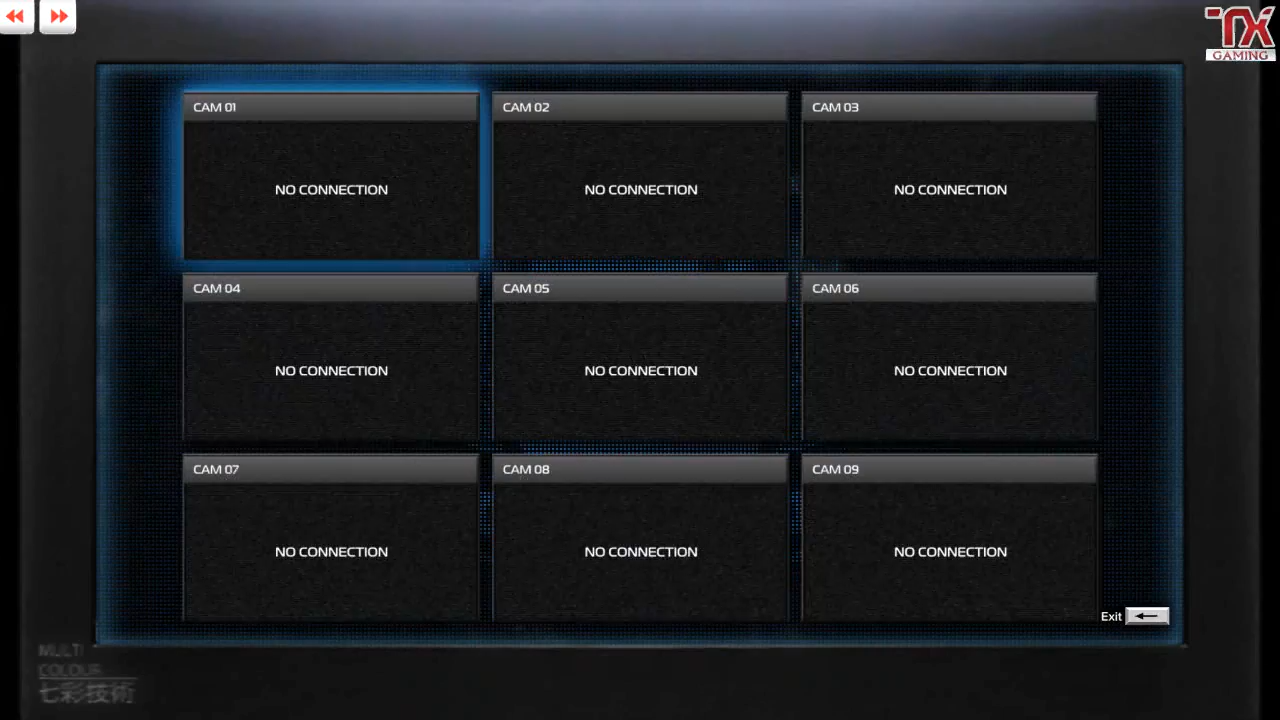 TX
GAMING
CAM 01
CAM 02
CAM 03
NO CONNECTION
NO CONNECTION
NO CONNECTION
CAM 04
CAM 05
CAM 06
NO CONNECTION
NO CONNECTION
NO CONNECTION
CAM 07
CAM 08
CAM 09
NO CONNECTION
NO CONNECTION
NO CONNECTION
Exit
MULTI
COLOUR
七彩技術